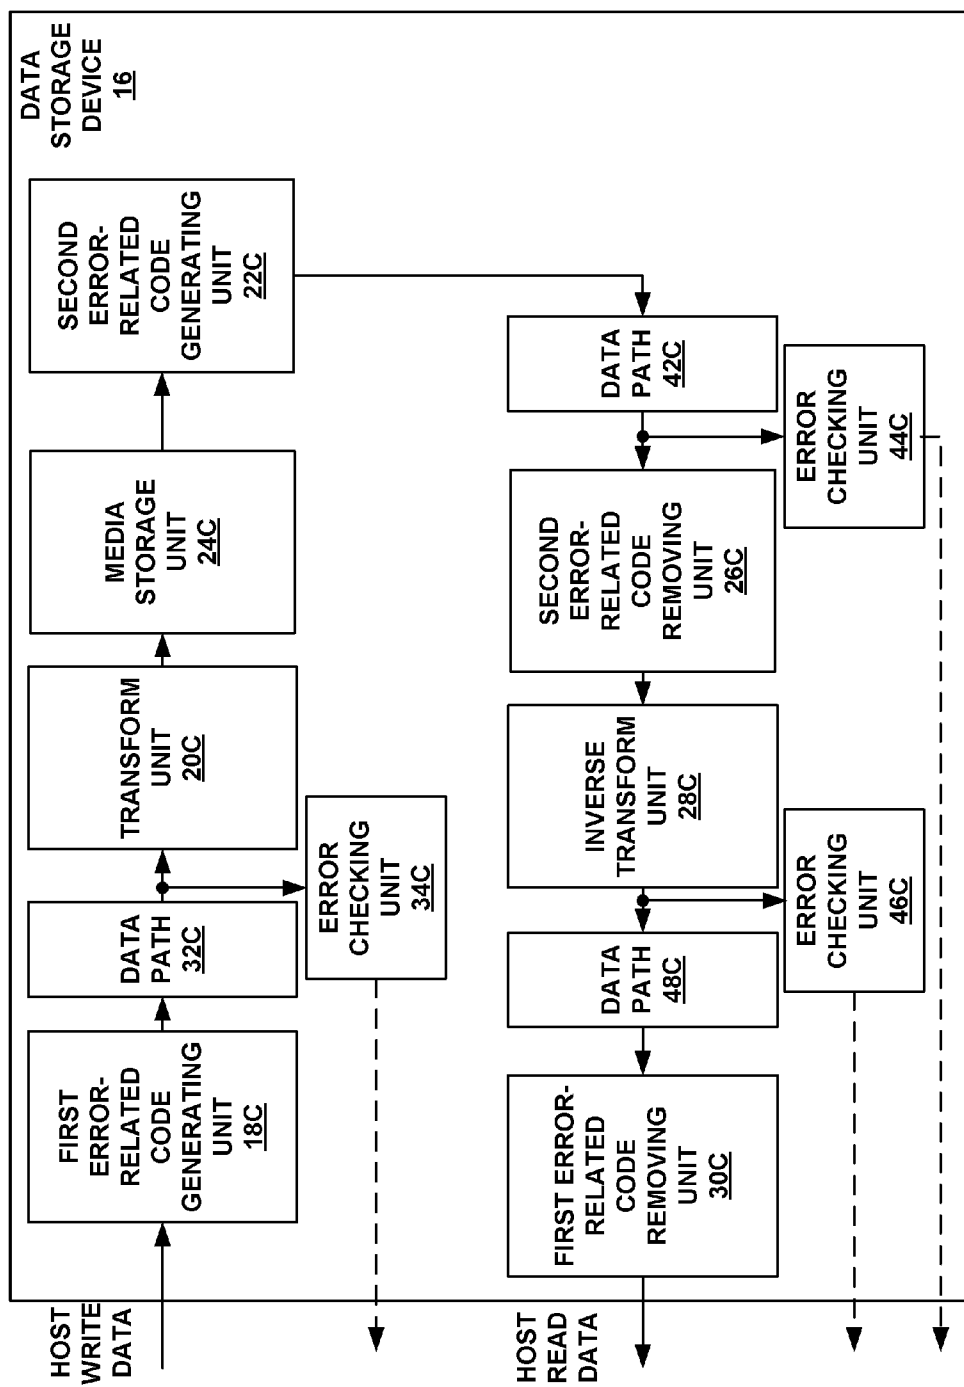 DATA
STORAGE
DEVICE
16
HOST
WRITE
DATA
FIRST
ERROR-
RELATED
CODE
GENERATING
UNIT
18C
DATA
PATH
32C
ERROR
CHECKING
UNIT
34C
TRANSFORM
UNIT
20C
MEDIA
STORAGE
UNIT
24C
SECOND
ERROR-
RELATED
CODE
GENERATING
UNIT
22C
DATA
PATH
42C
ERROR
CHECKING
UNIT
44C
SECOND
ERROR-
RELATED
CODE
REMOVING
UNIT
26C
INVERSE
TRANSFORM
UNIT
28C
ERROR
CHECKING
UNIT
46C
DATA
PATH
48C
FIRST ERROR-
RELATED
CODE
REMOVING
UNIT
30C
HOST
READ
DATA